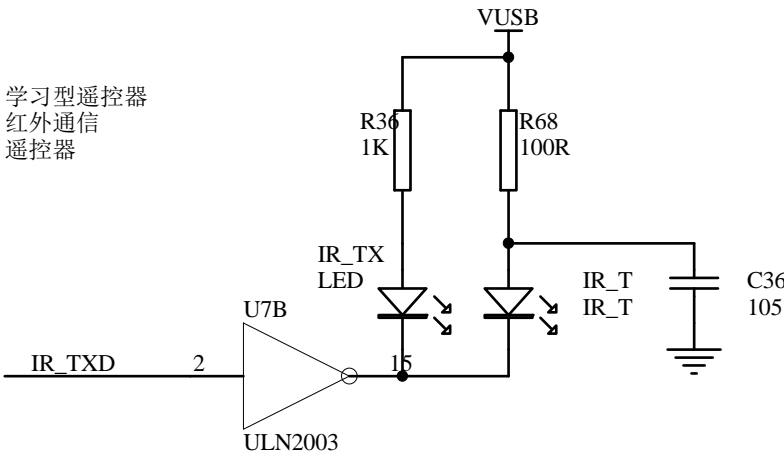 VUSB
学习型遥控器
红外通信
遥控器
R36
1K
R68
100R
IR_TX
LED
IR_T
IR_T
C36
105
U7B
IR_TXD
2
15
ULN2003